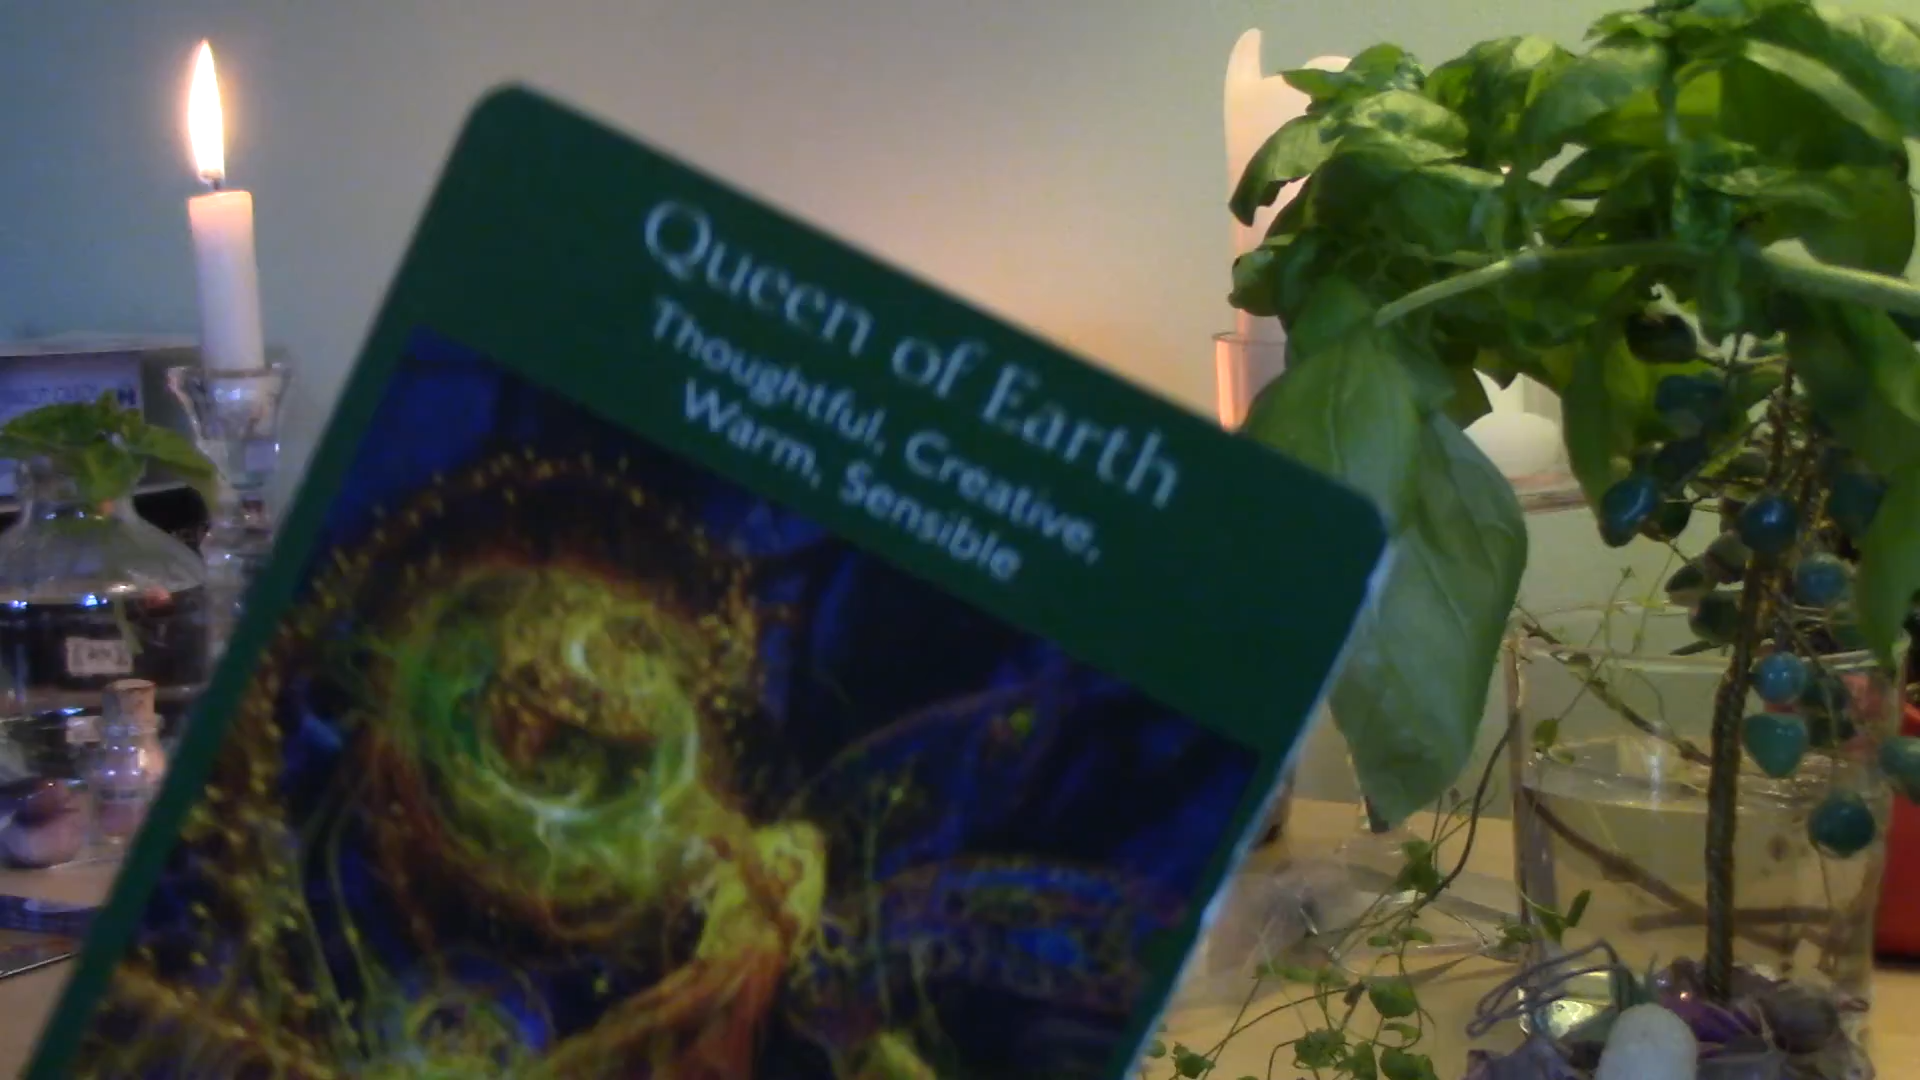 Queen of Earth
Thoughtful, Creative,
Warm, Sensible